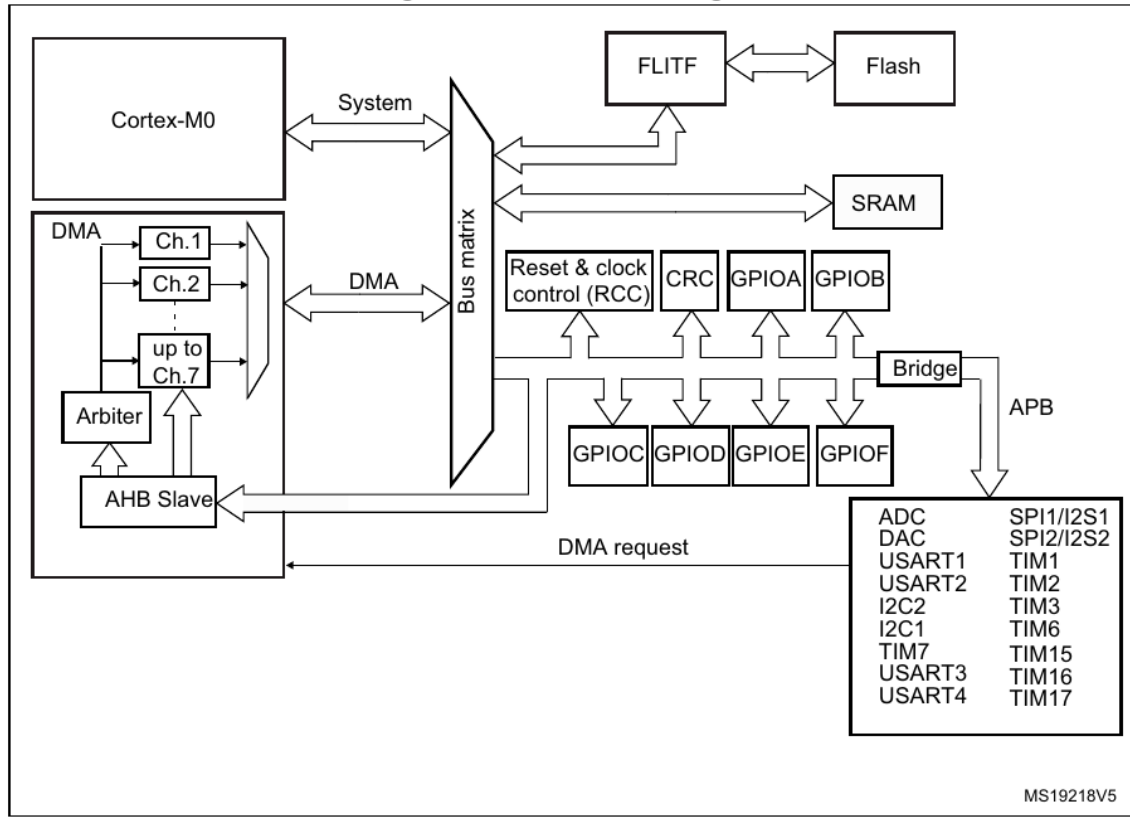 FLITF
Flash
System
Cortex-M0
SRAM
DMA
Ch.1
Ch.2
up to
Ch.7
Arbiter
AHB Slave
DMA
Bus matrix
Reset & clock
control (RCC)
CRC
GPIOA
GPIOB
Bridge
APB
GPIOC
GPIOD
GPIOE
GPIOF
DMA request
ADC
DAC
USART1
USART2
I2C2
I2C1
TIM7
USART3
USART4
SPI1/I2S1
SPI2/I2S2
TIM1
TIM2
TIM3
TIM6
TIM15
TIM16
TIM17
MS19218V5